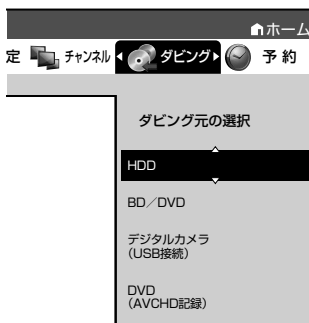 ホーム
定 チャンネル ダビング 予約
ダビング元の選択
HDD
BD／DVD
デジタルカメラ
（USB接続）
DVD
（AVCHD記録）